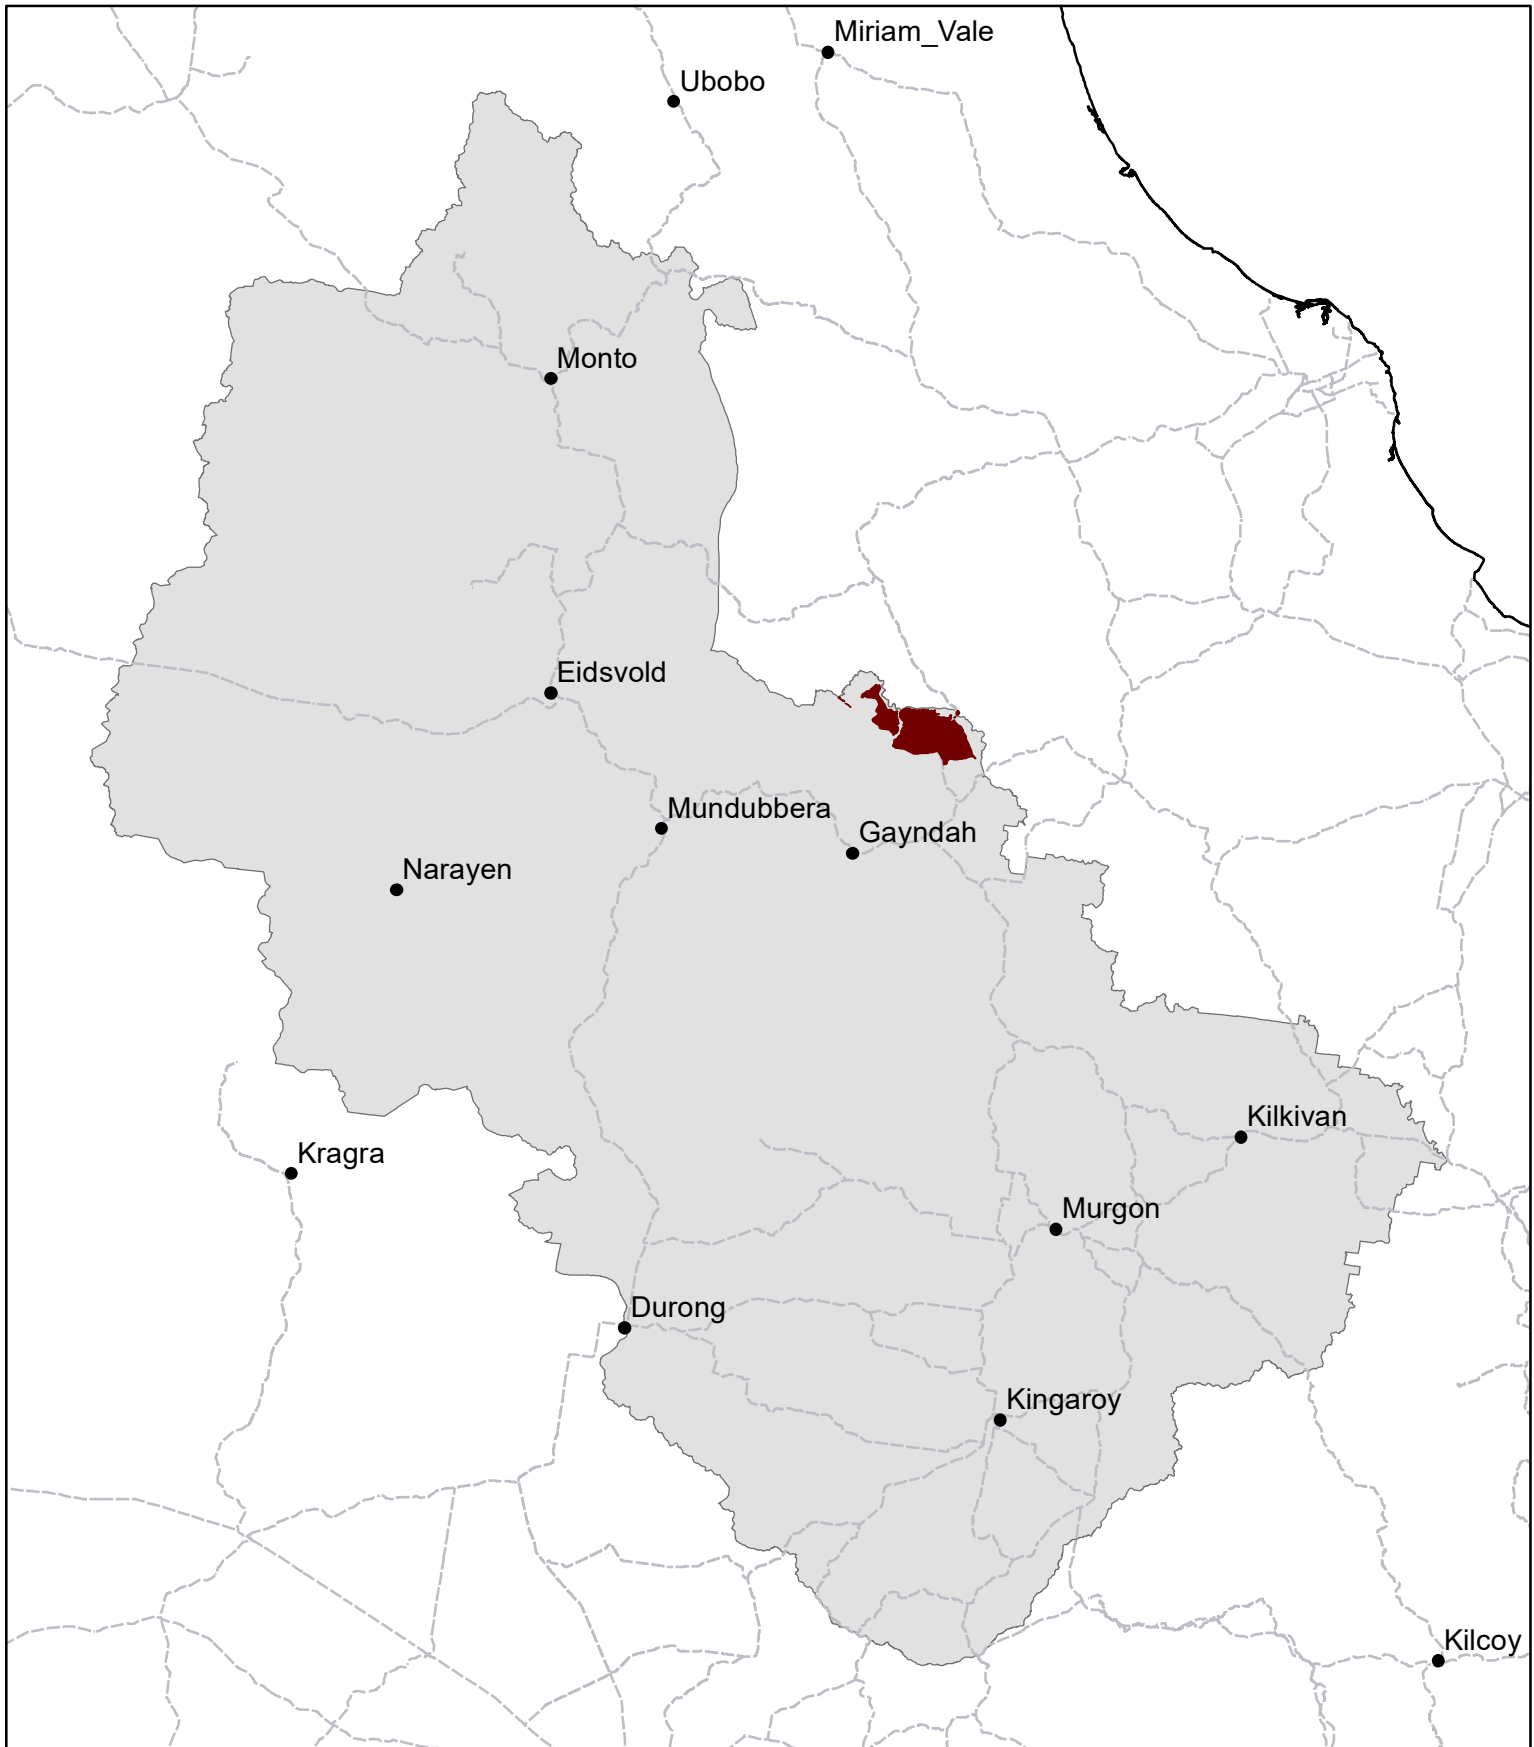 Miriam_Vale
Ubobo
Monto
Eidsvold
Mundubbera
Gayndah
Narayen
Kilkivan
Kragra
Murgon
Durong
Kingaroy
Kilcoy